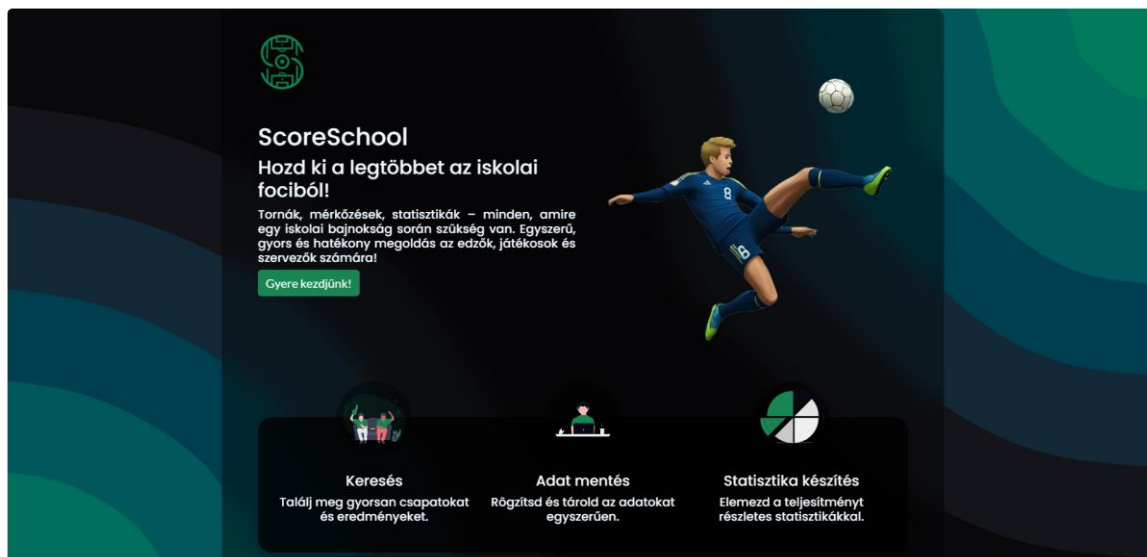 ScoreSchool
Hozd ki a legtöbbet az iskolai
fociból!
Tornák, mérkőzések, statisztikák – minden, amire
egy iskolai bajnokság során szükség van. Egyszerű,
gyors és hatékony megoldás az edzők, játékosok és
szervezők számára!
Gyere kezdjünk!
8
8
Keresés
Találj meg gyorsan csapatokat
és eredményeket.
Adat mentés
Rögzítsd és tárold az adatokat
egyszerűen.
Statisztika készítés
Elemezd a teljesítményt
részletes statisztikákkal.